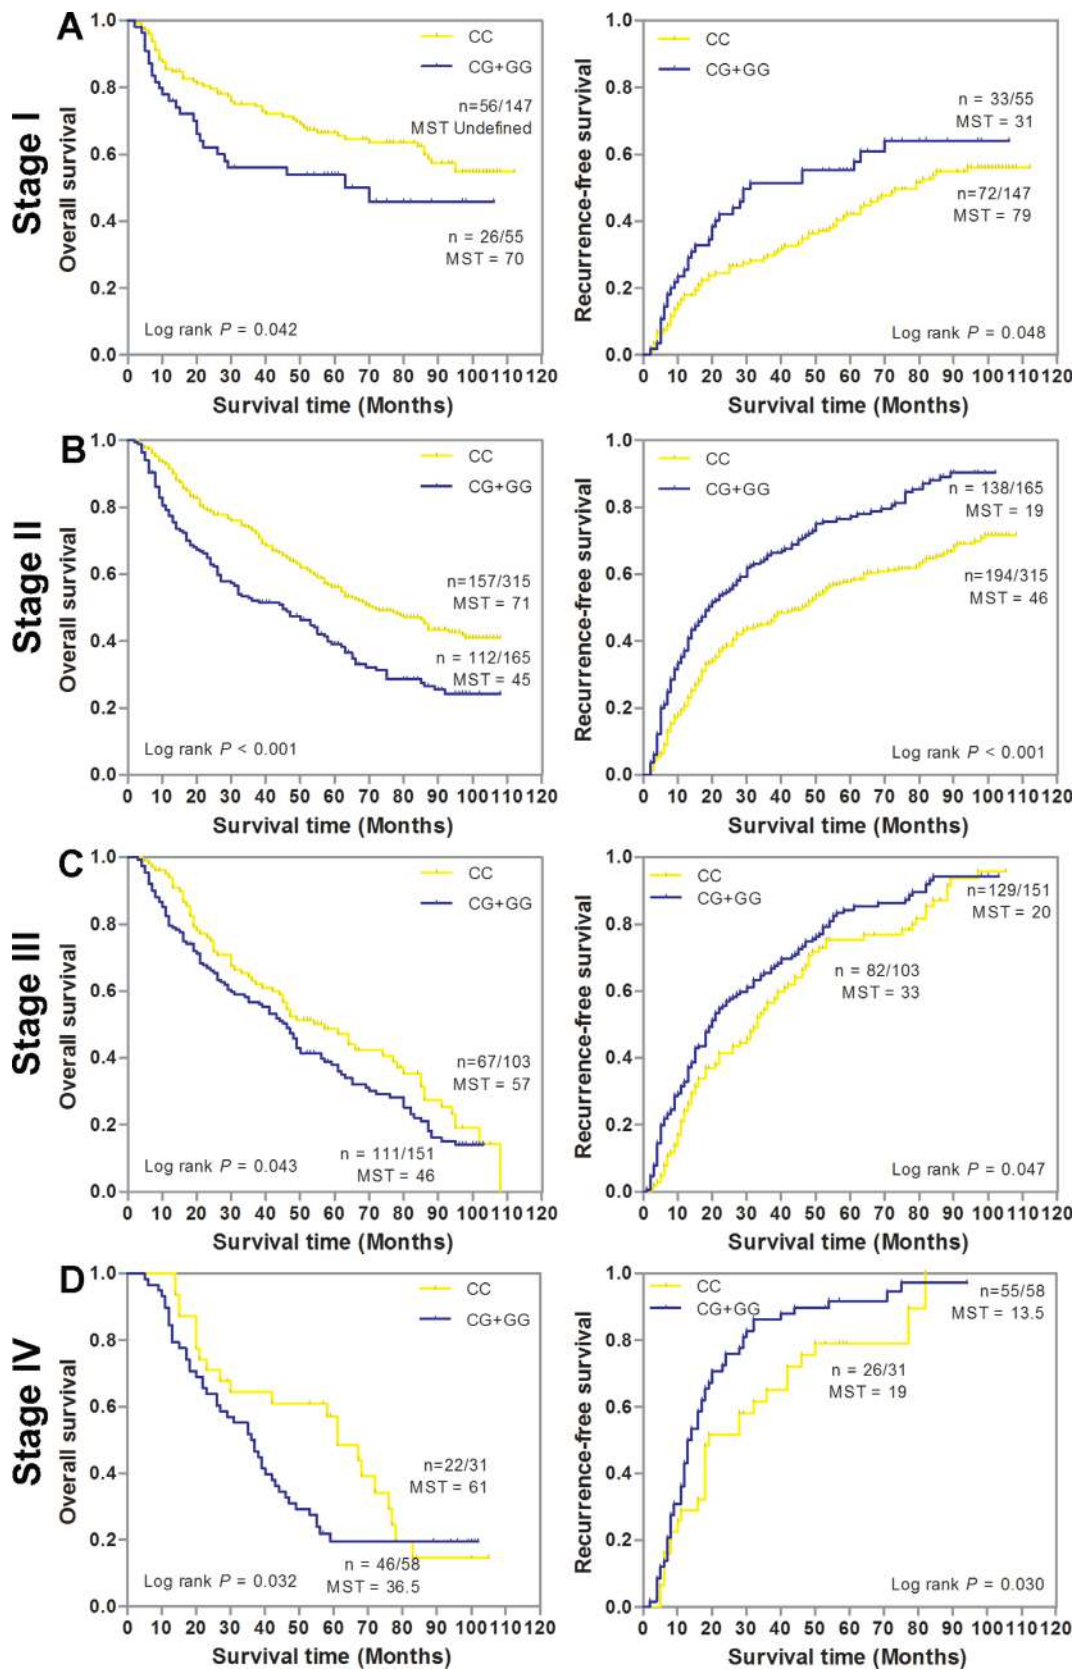 Stage I
A
Overall survival
1.0
0.8
0.6
0.4
0.2
0.0
CC
CG+GG
n=56/147
MST Undefined
n = 26/55
MST = 70
Log rank P = 0.042
0 10 20 30 40 50 60 70 80 90 100 110 120
Survival time (Months)
Recurrence-free survival
1.0
0.8
0.6
0.4
0.2
0.0
CC
CG+GG
n = 33/55
MST = 31
n=72/147
MST = 79
Log rank P = 0.048
0 10 20 30 40 50 60 70 80 90 100 110 120
Survival time (Months)
Stage II
B
Overall survival
1.0
0.8
0.6
0.4
0.2
0.0
CC
CG+GG
n=157/315
MST = 71
n = 112/165
MST = 45
Log rank P < 0.001
0 10 20 30 40 50 60 70 80 90 100 110 120
Survival time (Months)
Recurrence-free survival
1.0
0.8
0.6
0.4
0.2
0.0
CC
CG+GG
n = 138/165
MST = 19
n=194/315
MST = 46
Log rank P < 0.001
0 10 20 30 40 50 60 70 80 90 100 110 120
Survival time (Months)
Stage III
C
Overall survival
1.0
0.8
0.6
0.4
0.2
0.0
CC
CG+GG
n=67/103
MST = 57
n = 111/151
MST = 46
Log rank P = 0.043
0 10 20 30 40 50 60 70 80 90 100 110 120
Survival time (Months)
Recurrence-free survival
1.0
0.8
0.6
0.4
0.2
0.0
CC
CG+GG
n=129/151
MST = 20
n = 82/103
MST = 33
Log rank P = 0.047
0 10 20 30 40 50 60 70 80 90 100 110 120
Survival time (Months)
Stage IV
D
Overall survival
1.0
0.8
0.6
0.4
0.2
0.0
CC
CG+GG
n=22/31
MST = 61
n = 46/58
MST = 36.5
Log rank P = 0.032
0 10 20 30 40 50 60 70 80 90 100 110 120
Survival time (Months)
Recurrence-free survival
1.0
0.8
0.6
0.4
0.2
0.0
CC
CG+GG
n=55/58
MST = 13.5
n = 26/31
MST = 19
Log rank P = 0.030
0 10 20 30 40 50 60 70 80 90 100 110 120
Survival time (Months)